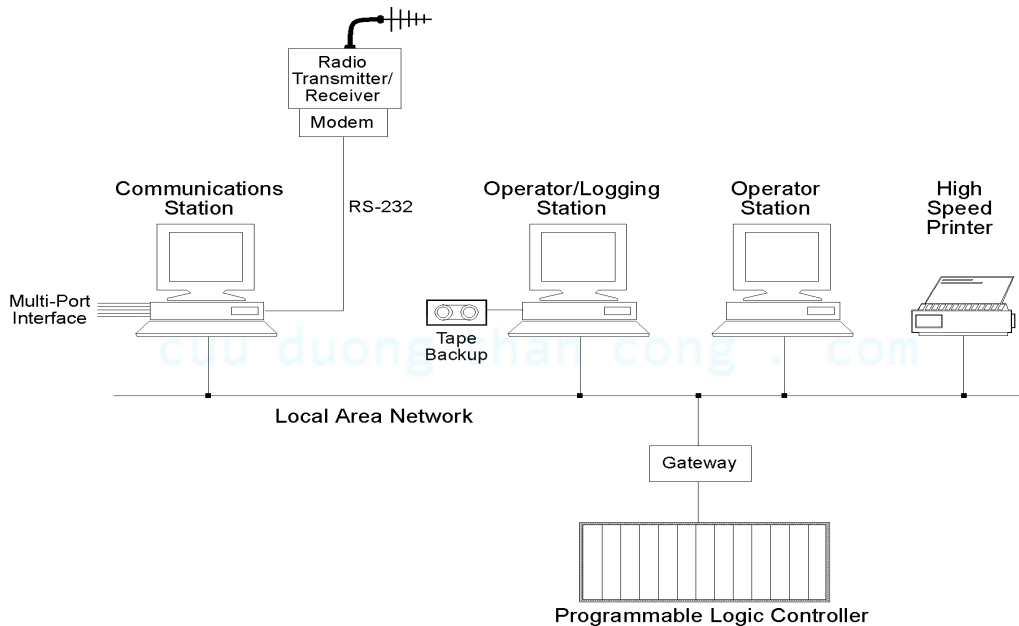 Radio
Transmitter/
Receiver
Modem
Communications
Station
RS-232
Operator/Logging
Station
Operator
Station
High
Speed
Printer
Multi-Port
Interface
Tape
Backup
cuu duong than cong . com
Local Area Network
Gateway
Programmable Logic Controller